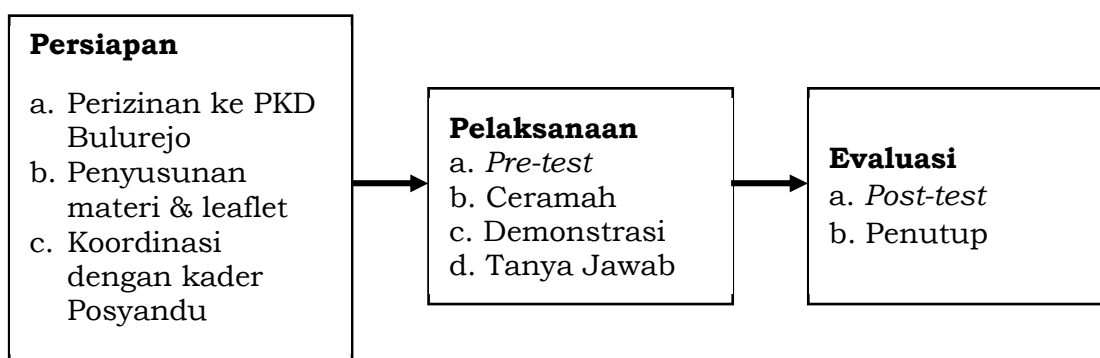 Persiapan
a. Perizinan ke PKD
Bulurejo
b. Penyusunan
materi & leaflet
c. Koordinasi
dengan kader
Posyandu
Pelaksanaan
a. Pre-test
b. Ceramah
c. Demonstrasi
d. Tanya Jawab
Evaluasi
a. Post-test
b. Penutup